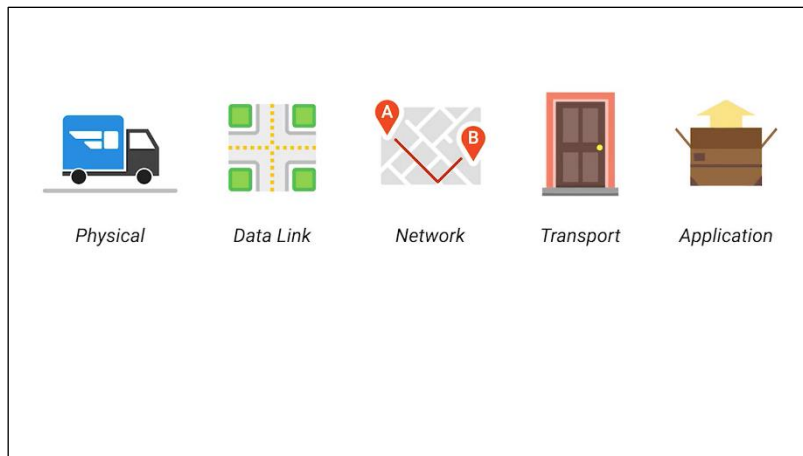 A
B
Physical
Data Link
Network
Transport
Application